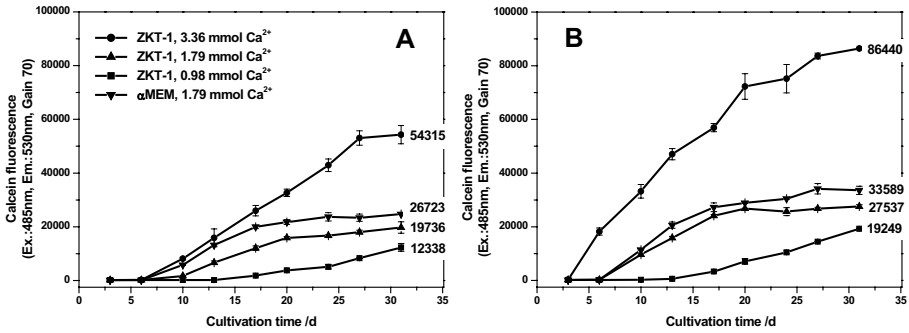 100000
80000
60000
40000
20000
0
Calcein fluorescence
(Ex.:485nm, Em.:530nm, Gain 70)
ZKT-1, 3.36 mmol Ca²⁺
ZKT-1, 1.79 mmol Ca²⁺
ZKT-1, 0.98 mmol Ca²⁺
αMEM, 1.79 mmol Ca²⁺
A
54315
26723
19736
12338
0 5 10 15 20 25 30 35
Cultivation time /d
100000
80000
60000
40000
20000
0
Calcein fluorescence
(Ex.:485nm, Em.:530nm, Gain 70)
B
86440
33589
27537
19249
0 5 10 15 20 25 30 35
Cultivation time /d